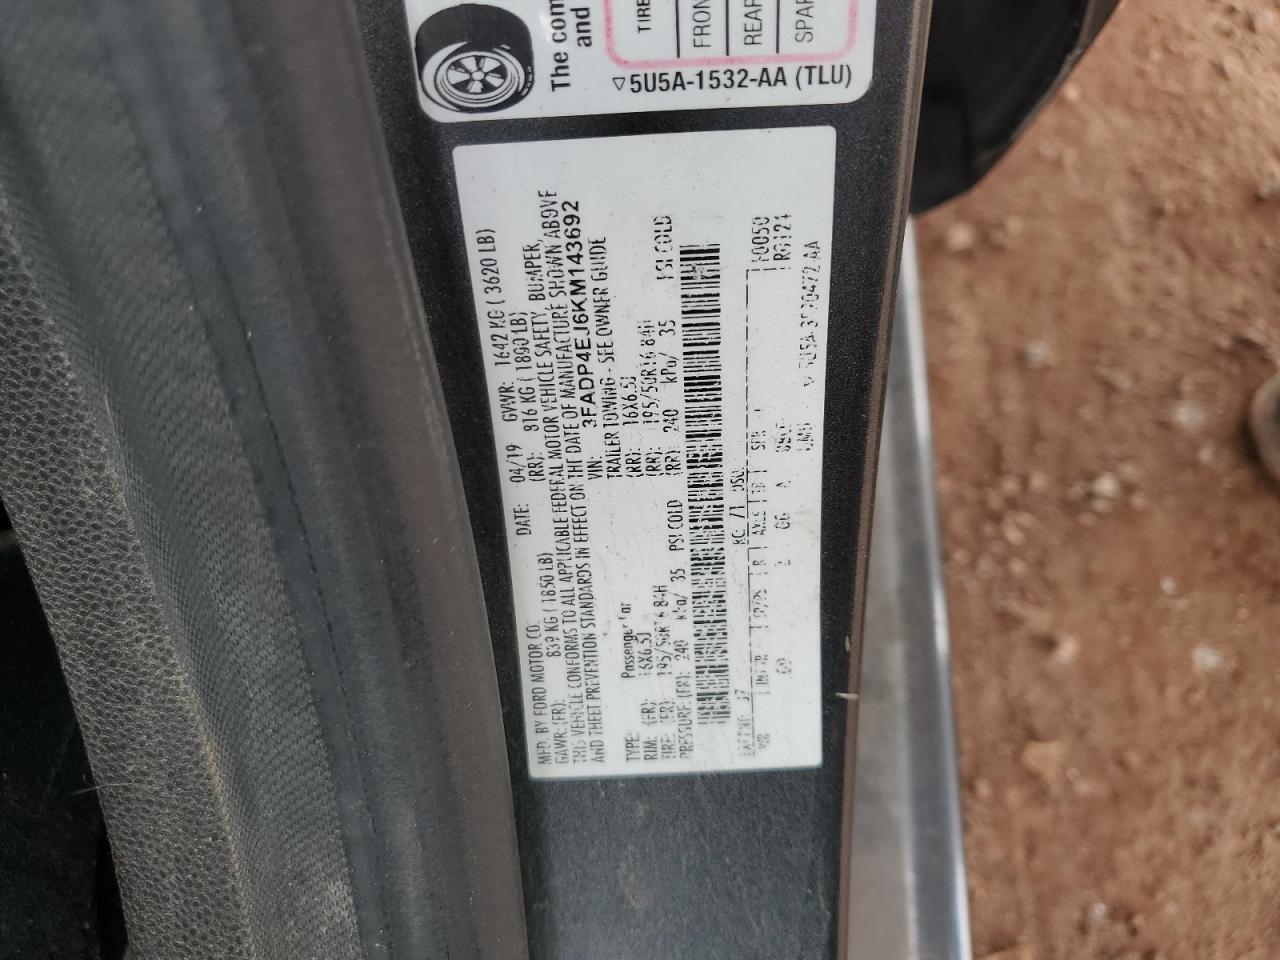 The com
and
TIRE
FRON
REAR
SPAR
5U5A-1532-AA (TLU)
MFD. BY FORD MOTOR CO. DATE: 04/19 GVWR: 1642 KG ( 3620 LB)
GAWR: (FR): 839 KG ( 1850 LB) (RR): 816 KG ( 1800 LB)
THIS VEHICLE CONFORMS TO ALL APPLICABLE FEDERAL MOTOR VEHICLE SAFETY, BUMPER,
AND THEFT PREVENTION STANDARDS IN EFFECT ON THE DATE OF MANUFACTURE SHOWN ABOVE
VIN: 3FADP4EJ6KM143692
TYPE: Passenger Car TRAILER TOWING - SEE OWNER GUIDE
RIM: (FR): 16X6.5J (RR): 16X6.5J
TIRE: (FR): 195/50R16 84H (RR): 195/50R16 84H
PRESSURE: (FR): 240 kPa/ 35 PSI COLD (RR): 240 kPa/ 35 PSI COLD
RC: 71 DSO: